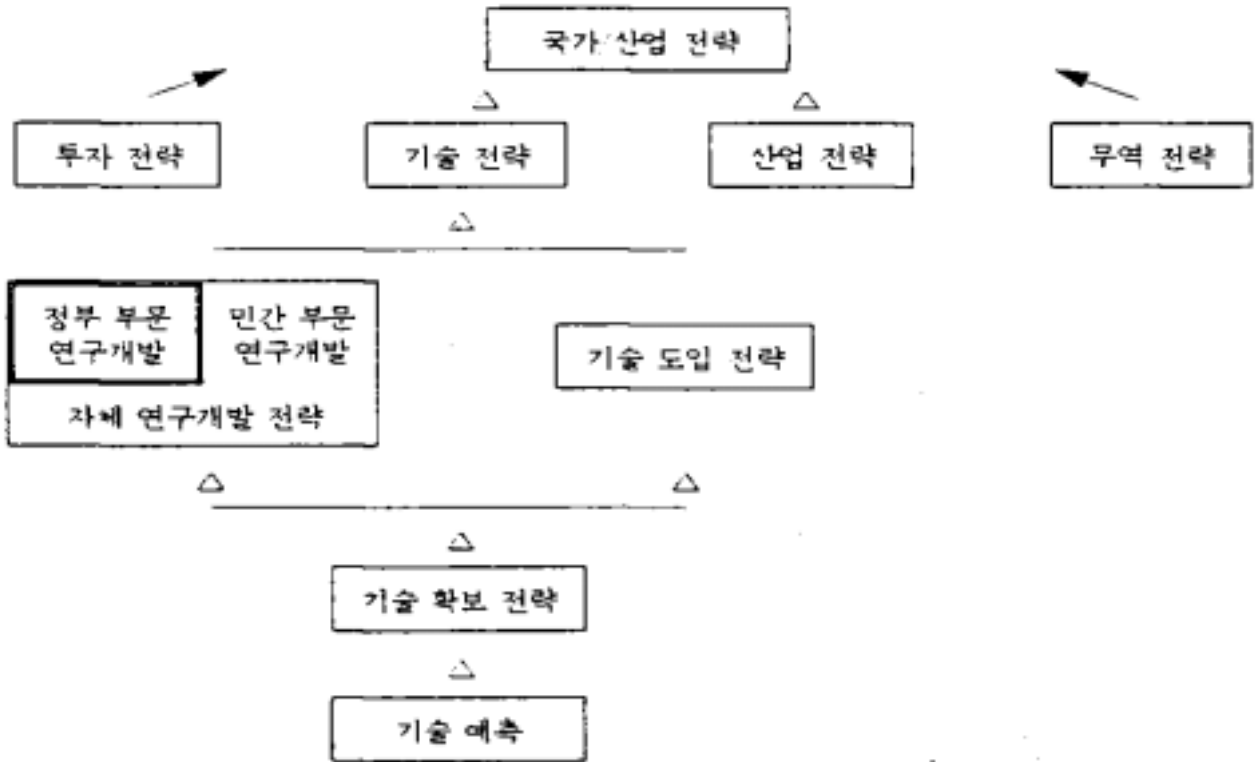 국가 산업 전략
투자 전략
기술 전략
산업 전략
무역 전략
정부 부문
연구개발
민간 부문
연구개발
자체 연구개발 전략
기술 도입 전략
기술 확보 전략
기술 예측